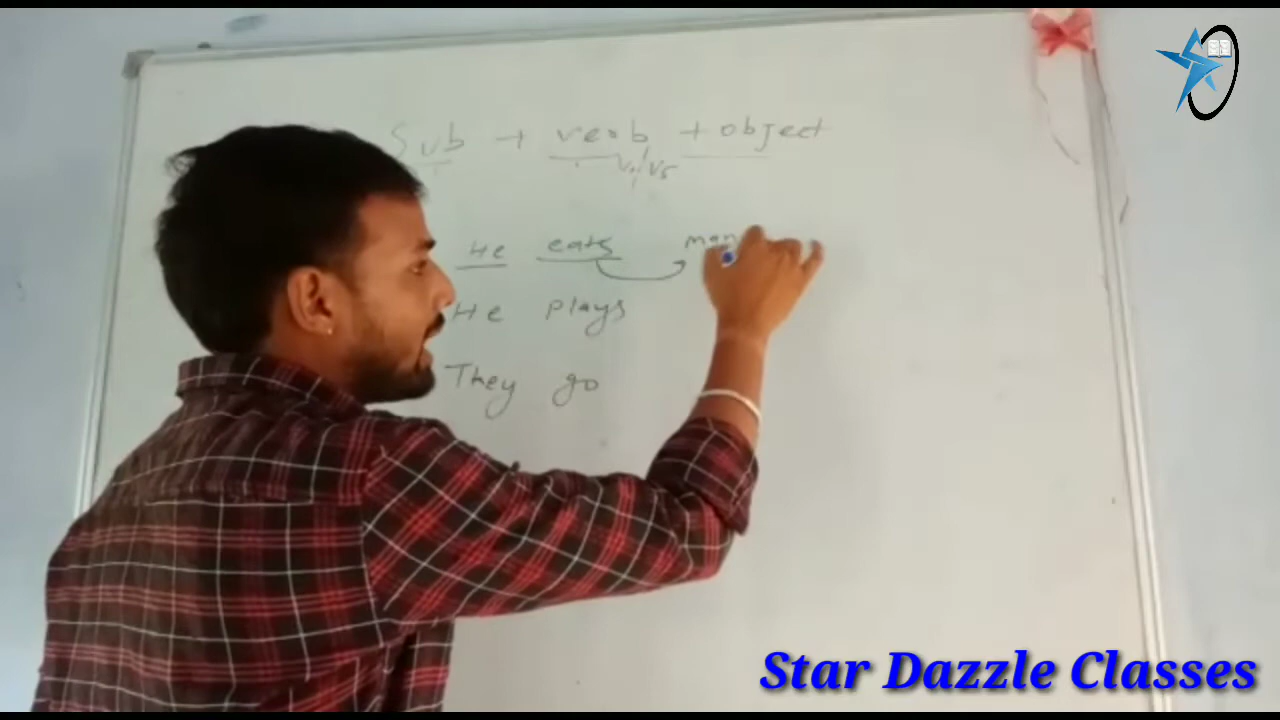 Sub + verb + object
V1/V5
He eats man
He plays
They go
Star Dazzle Classes